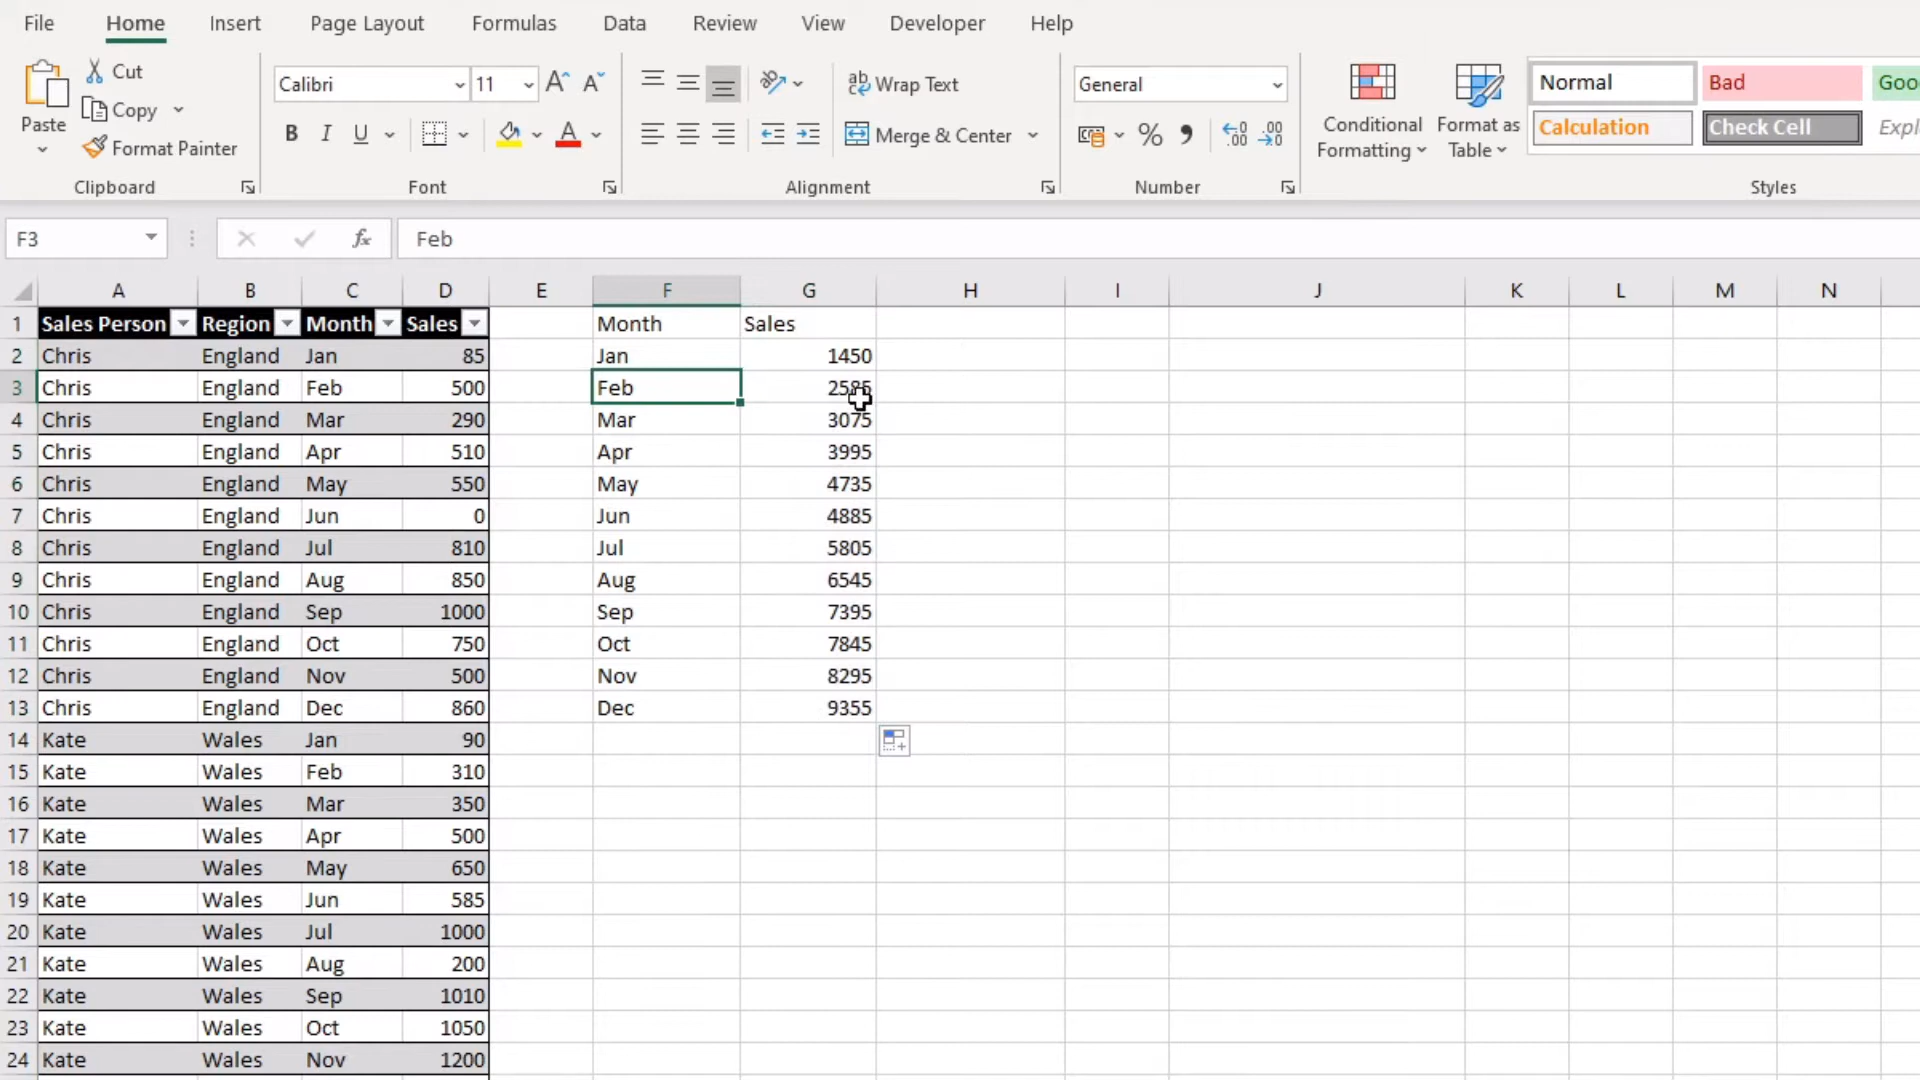 File Home Insert Page Layout Formulas Data Review View Developer Help
Cut
Calibri 11 Wrap Text General Normal Bad
Copy
Paste Conditional Format as
Merge & Center Formatting Table Calculation Check Cell
Format Painter
Clipboard Font Alignment Number Styles
F3 fx Feb
A B C D E F G H I J K L M N
1 Sales Person Region Month Sales Month Sales
2 Chris England Jan 85 Jan 1450
3 Chris England Feb 500 Feb
4 Chris England Mar 290 Mar 3075
5 Chris England Apr 510 Apr 3995
6 Chris England May 550 May 4735
7 Chris England Jun 0 Jun 4885
8 Chris England Jul 810 Jul 5805
9 Chris England Aug 850 Aug 6545
10 Chris England Sep 1000 Sep 7395
11 Chris England Oct 750 Oct 7845
12 Chris England Nov 500 Nov 8295
13 Chris England Dec 860 Dec 9355
14 Kate Wales Jan 90
15 Kate Wales Feb 310
16 Kate Wales Mar 350
17 Kate Wales Apr 500
18 Kate Wales May 650
19 Kate Wales Jun 585
20 Kate Wales Jul 1000
21 Kate Wales Aug 200
22 Kate Wales Sep 1010
23 Kate Wales Oct 1050
24 Kate Wales Nov 1200